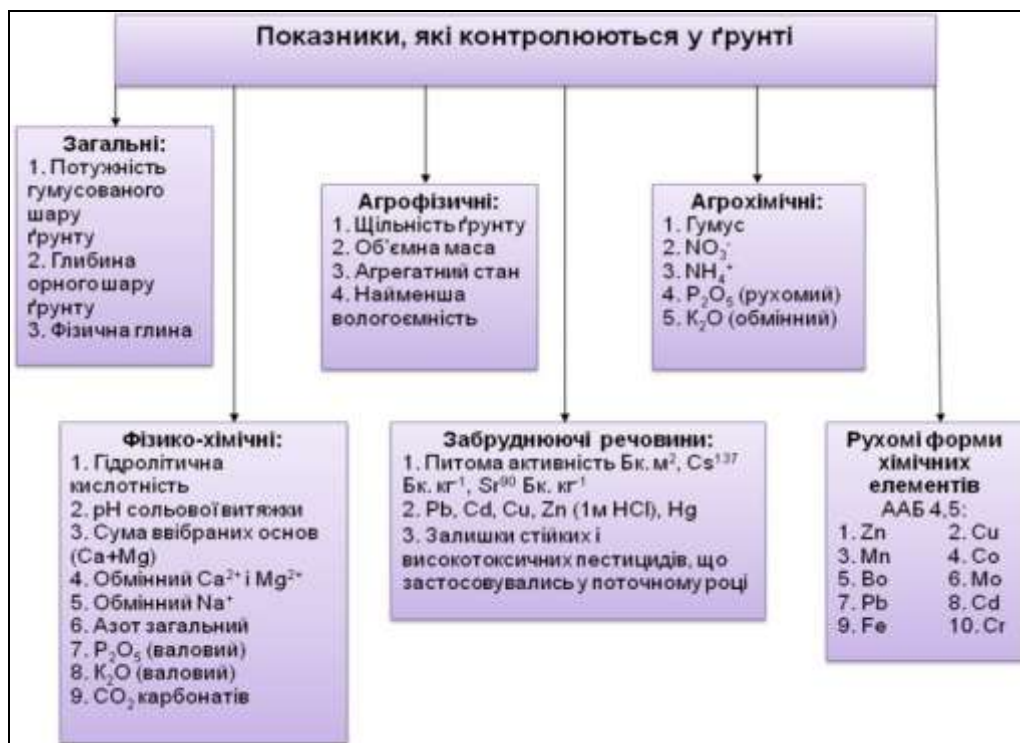 Показники, які контролюються у ґрунті
Загальні:
1. Потужність
гумусованого
шару
ґрунту
2. Глибина
орного шару
ґрунту
3. Фізична глина
Агрофізичні:
1. Щільність ґрунту
2. Об'ємна маса
3. Агрегатний стан
4. Найменша
вологоємність
Агрохімічні:
1. Гумус
2. NO₃⁻
3. NH₄⁺
4. P₂O₅ (рухомий)
5. K₂O (обмінний)
Фізико-хімічні:
1. Гідролітична
кислотність
2. рН сольової витяжки
3. Сума ввібраних основ
(Ca+Mg)
4. Обмінний Ca²⁺ і Mg²⁺
5. Обмінний Na⁺
6. Азот загальний
7. P₂O₅ (валовий)
8. K₂O (валовий)
9. CO₂ карбонатів
Забруднюючі речовини:
1. Питома активність Бк. м², Cs¹³⁷
Бк. кг⁻¹, Sr⁹⁰ Бк. кг⁻¹
2. Pb, Cd, Cu, Zn (1м HCl), Hg
3. Залишки стійких і
високотоксичних пестицидів, що
застосовувались у поточному році
Рухомі форми
хімічних
елементів
ААБ 4,5:
1. Zn 2. Cu
3. Mn 4. Co
5. Bo 6. Mo
7. Pb 8. Cd
9. Fe 10. Cr